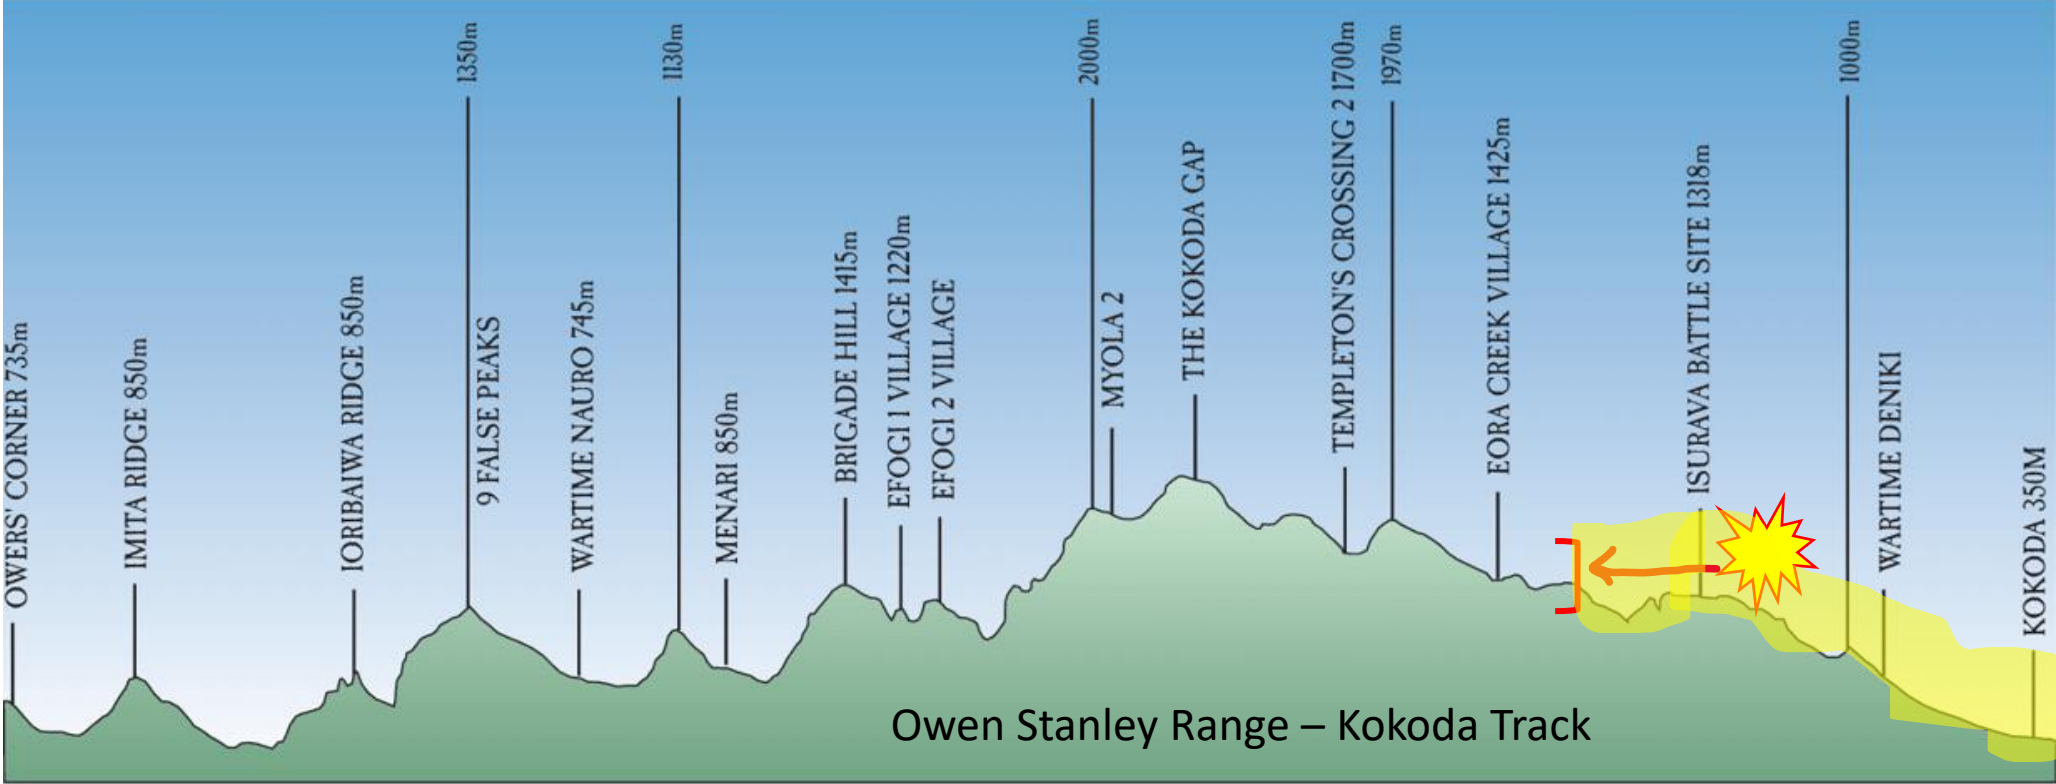 OWERS' CORNER 735m
IMITA RIDGE 850m
IORIBAIWA RIDGE 850m
1350m
9 FALSE PEAKS
WARTIME NAURO 745m
1130m
MENARI 850m
BRIGADE HILL 1415m
EFOGI 1 VILLAGE 1220m
EFOGI 2 VILLAGE
2000m
MYOLA 2
THE KOKODA GAP
TEMPLETON'S CROSSING 2 1700m
1970m
EORA CREEK VILLAGE 1425m
ISURAVA BATTLE SITE 1318m
1000m
WARTIME DENIKI
KOKODA 350M
Owen Stanley Range – Kokoda Track